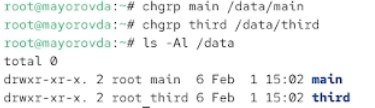 root@mayorovda:~# chgrp main /data/main
root@mayorovda:~# chgrp third /data/third
root@mayorovda:~# ls -Al /data
total 0
drwxr-xr-x. 2 root main 6 Feb 1 15:02 main
drwxr-xr-x. 2 root third 6 Feb 1 15:02 third